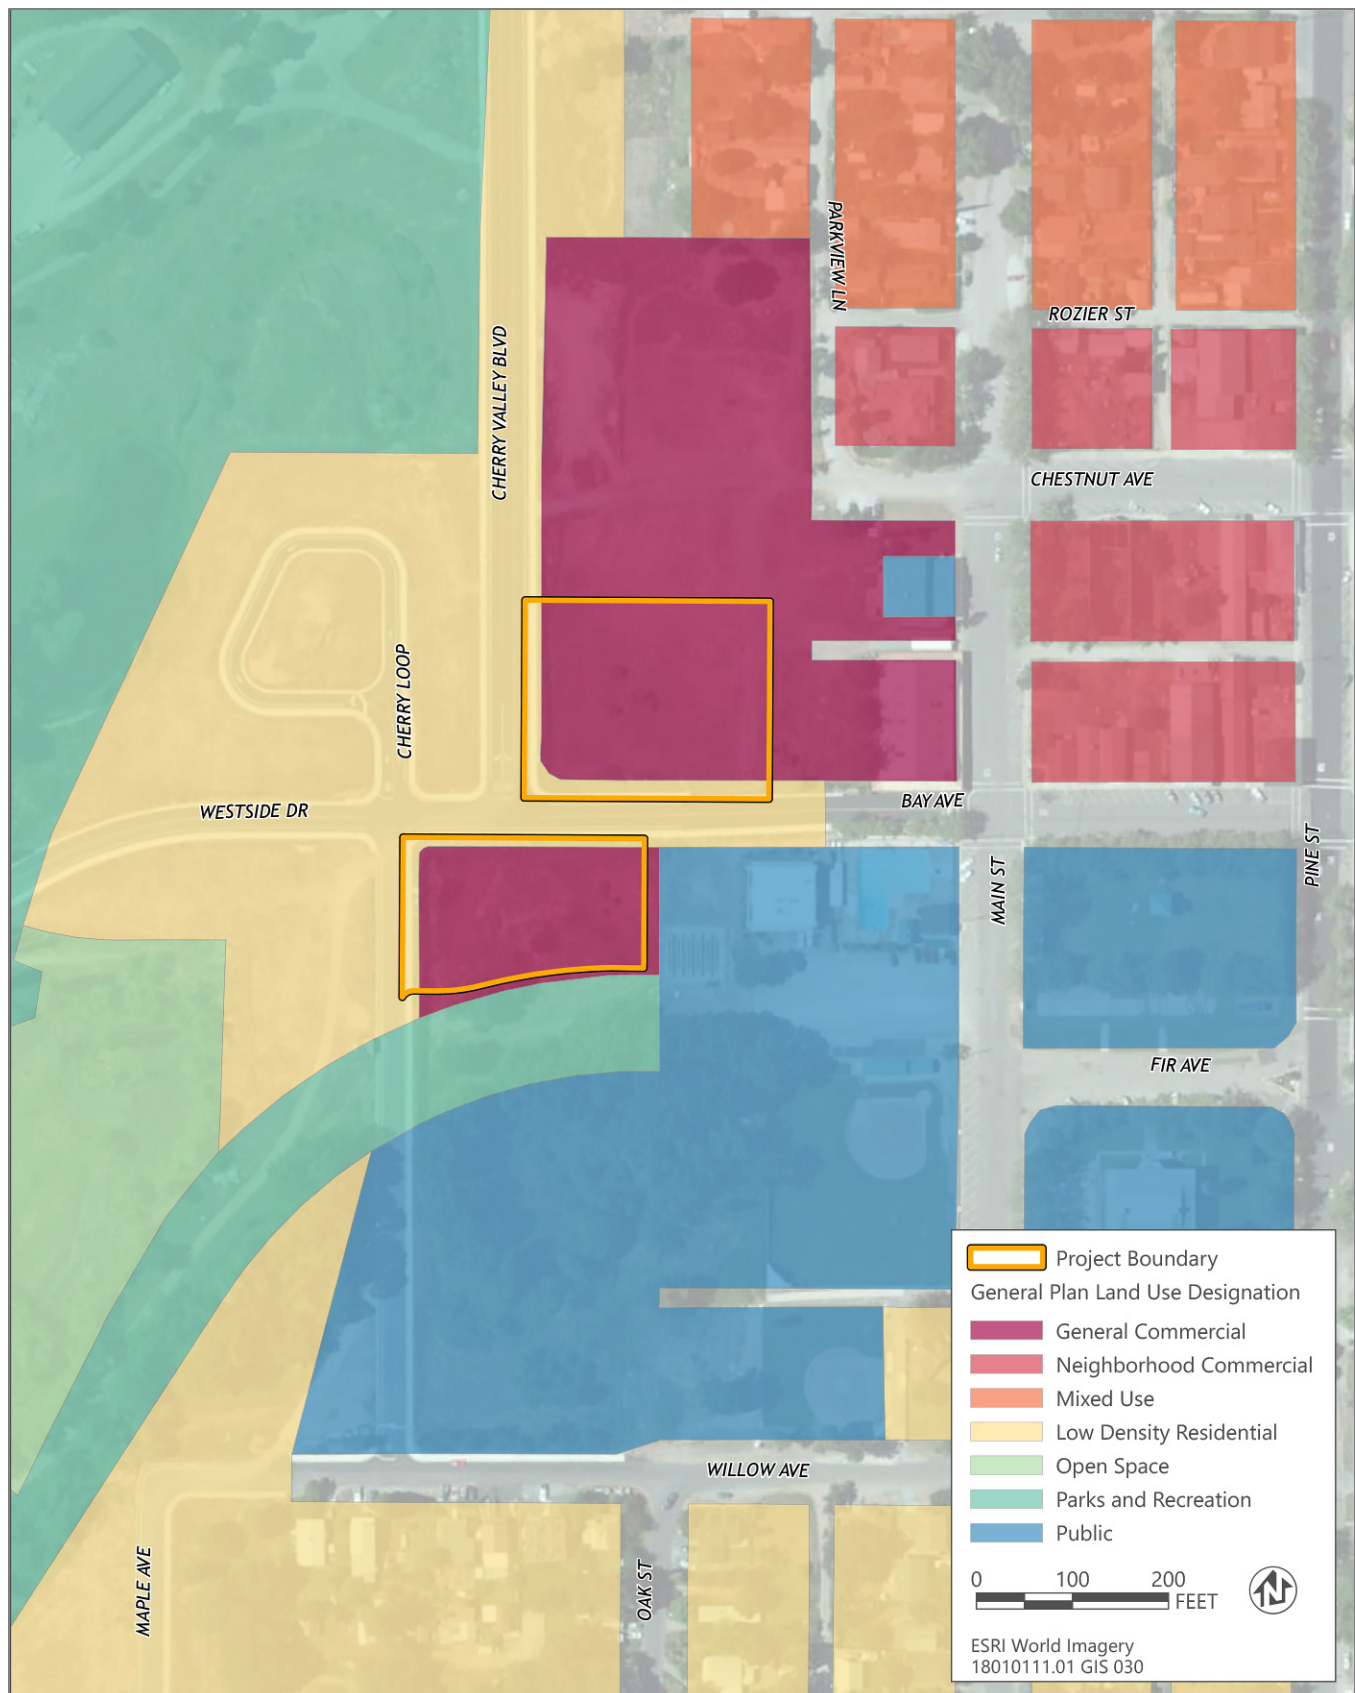 PARKVIEW LN
ROZIER ST
CHERRY VALLEY BLVD
CHESTNUT AVE
CHERRY LOOP
WESTSIDE DR
BAY AVE
MAIN ST
PINE ST
FIR AVE
WILLOW AVE
MAPLE AVE
OAK ST
Project Boundary
General Plan Land Use Designation
General Commercial
Neighborhood Commercial
Mixed Use
Low Density Residential
Open Space
Parks and Recreation
Public
0 100 200
FEET
N
ESRI World Imagery
18010111.01 GIS 030